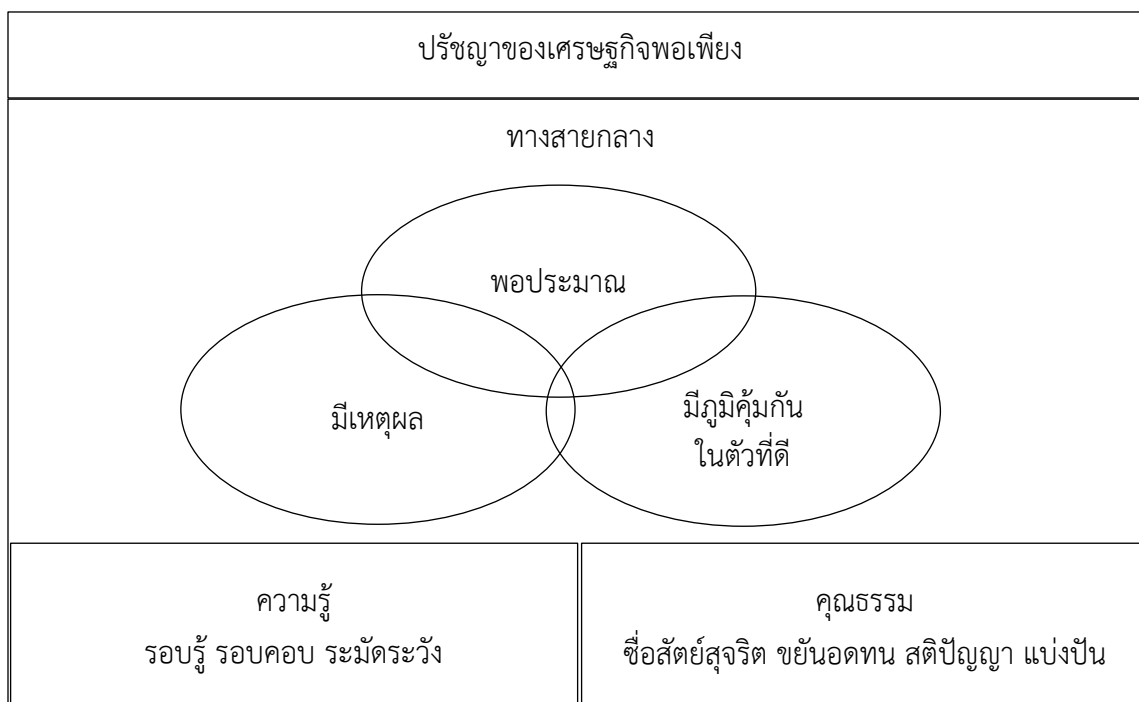 ปรัชญาของเศรษฐกิจพอเพียง
ทางสายกลาง
พอประมาณ
มีเหตุผล
มีภูมิคุ้มกัน
ในตัวที่ดี
ความรู้
รอบรู้ รอบคอบ ระมัดระวัง
คุณธรรม
ซื่อสัตย์สุจริต ขยันอดทน สติปัญญา แบ่งปัน